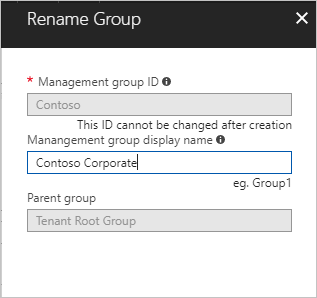 Rename Group
* Management group ID
Contoso
This ID cannot be changed after creation
Manangement group display name
Contoso Corporate
eg. Group1
Parent group
Tenant Root Group